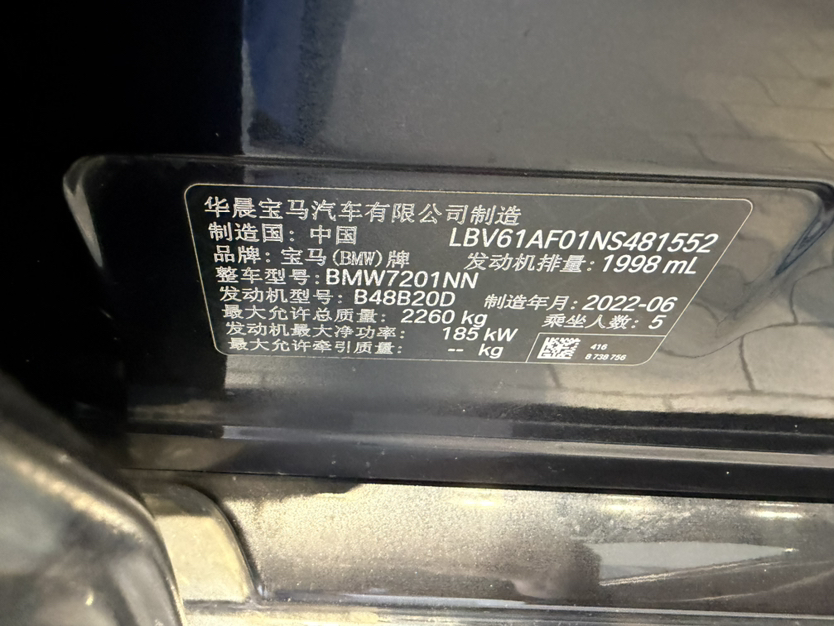 华晨宝马汽车有限公司制造
制造国：中国 LBV61AF01NS481552
品牌：宝马(BMW)牌 发动机排量：1998 mL
整车型号：BMW7201NN
发动机型号：B48B20D 制造年月：2022-06
最大允许总质量：2260 kg 乘坐人数：5
发动机最大净功率：185 kW
最大允许牵引质量：-- kg
416
8 738 756